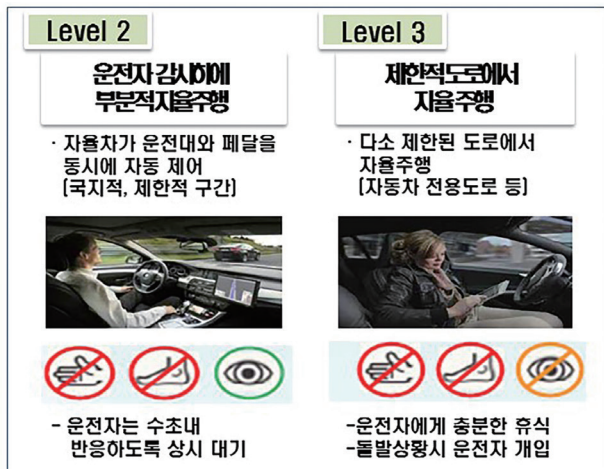 Level 2
운전자 감시하에
부분적 자율주행
· 자율차가 운전대와 페달을
동시에 자동 제어
[국지적, 제한적 구간]
- 운전자는 수초내
반응하도록 상시 대기
Level 3
제한적 도로에서
자율 주행
· 다소 제한된 도로에서
자율주행
[자동차 전용도로 등]
-운전자에게 충분한 휴식
-돌발상황시 운전자 개입